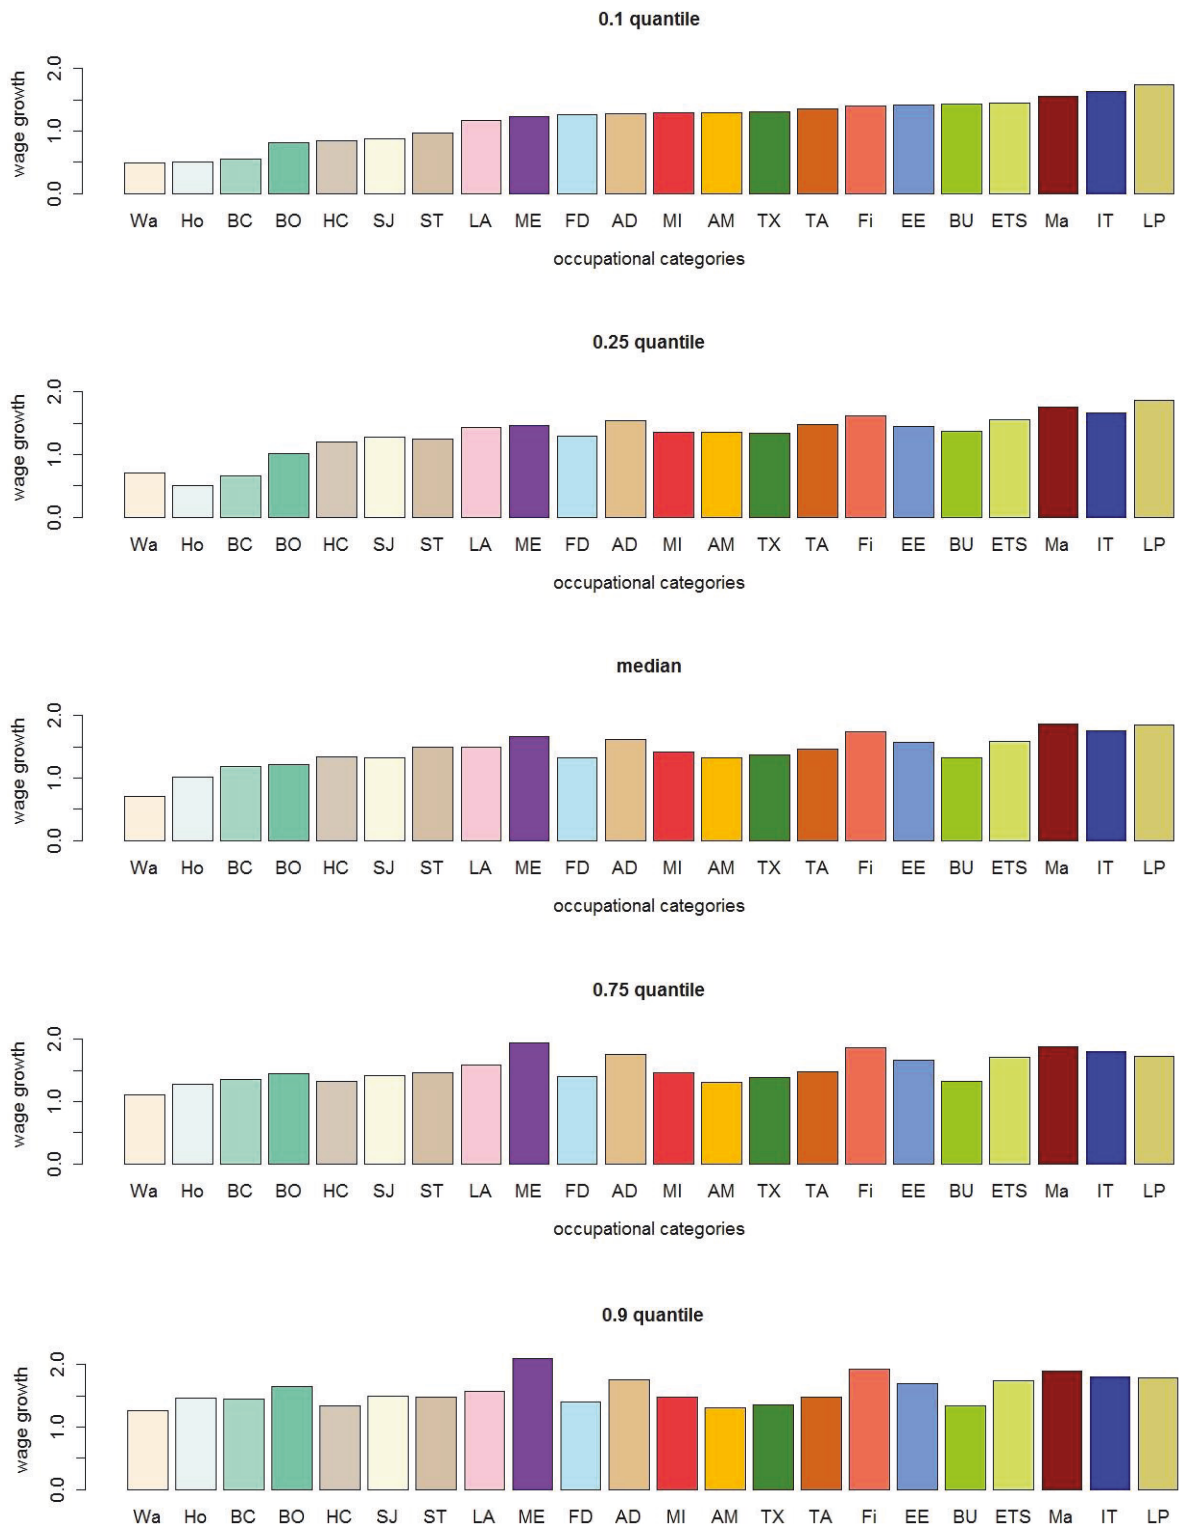 0.1 quantile
wage growth
2.0
1.0
0.0
Wa Ho BC BO HC SJ ST LA ME FD AD MI AM TX TA Fi EE BU ETS Ma IT LP
occupational categories
0.25 quantile
wage growth
2.0
1.0
0.0
Wa Ho BC BO HC SJ ST LA ME FD AD MI AM TX TA Fi EE BU ETS Ma IT LP
occupational categories
median
wage growth
2.0
1.0
0.0
Wa Ho BC BO HC SJ ST LA ME FD AD MI AM TX TA Fi EE BU ETS Ma IT LP
occupational categories
0.75 quantile
wage growth
2.0
1.0
0.0
Wa Ho BC BO HC SJ ST LA ME FD AD MI AM TX TA Fi EE BU ETS Ma IT LP
occupational categories
0.9 quantile
wage growth
2.0
1.0
0.0
Wa Ho BC BO HC SJ ST LA ME FD AD MI AM TX TA Fi EE BU ETS Ma IT LP